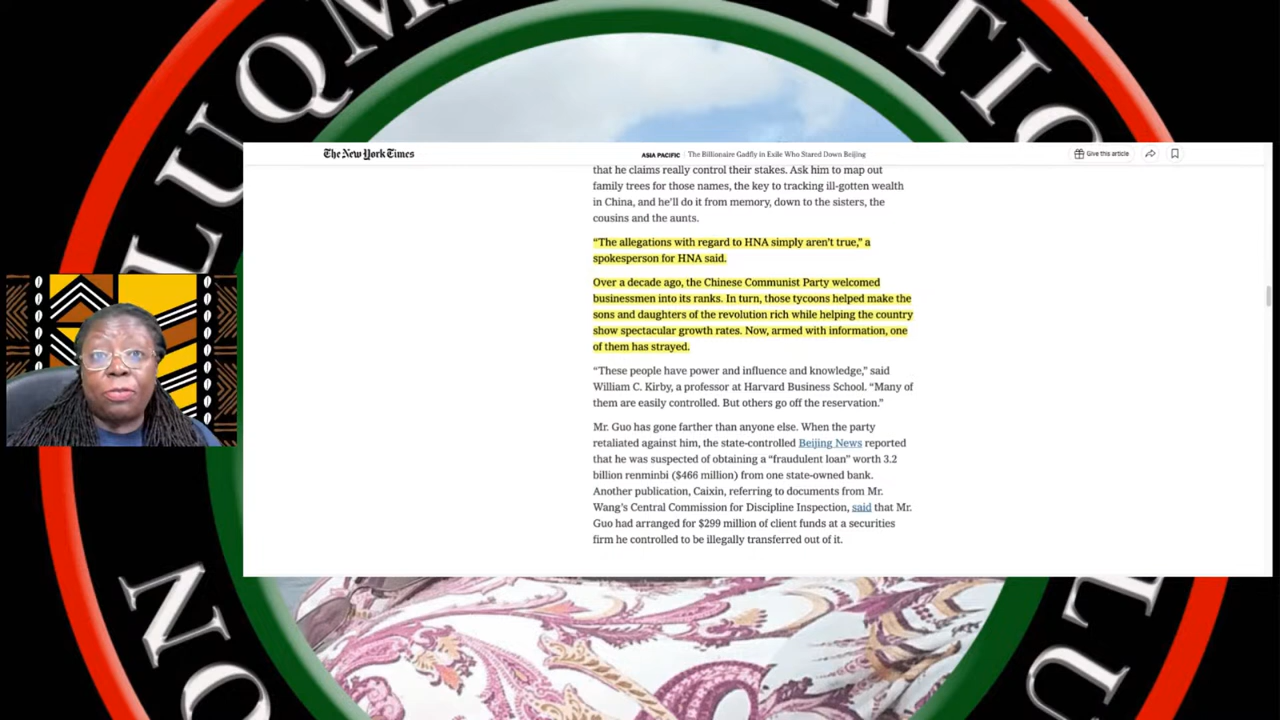 LUQM
ATIO
The New York Times
ASIA PACIFIC | The Billionaire Gadfly in Exile Who Stared Down Beijing
Give this article
that he claims really control their stakes. Ask him to map out
family trees for those names, the key to tracking ill-gotten wealth
in China, and he’ll do it from memory, down to the sisters, the
cousins and the aunts.
“The allegations with regard to HNA simply aren’t true,” a
spokesperson for HNA said.
Over a decade ago, the Chinese Communist Party welcomed
businessmen into its ranks. In turn, those tycoons helped make the
sons and daughters of the revolution rich while helping the country
show spectacular growth rates. Now, armed with information, one
of them has strayed.
“These people have power and influence and knowledge,” said
William C. Kirby, a professor at Harvard Business School. “Many of
them are easily controlled. But others go off the reservation.”
Mr. Guo has gone farther than anyone else. When the party
retaliated against him, the state-controlled Beijing News reported
that he was suspected of obtaining a “fraudulent loan” worth 3.2
billion renminbi ($466 million) from one state-owned bank.
Another publication, Caixin, referring to documents from Mr.
Wang’s Central Commission for Discipline Inspection, said that Mr.
Guo had arranged for $299 million of client funds at a securities
firm he controlled to be illegally transferred out of it.
NO